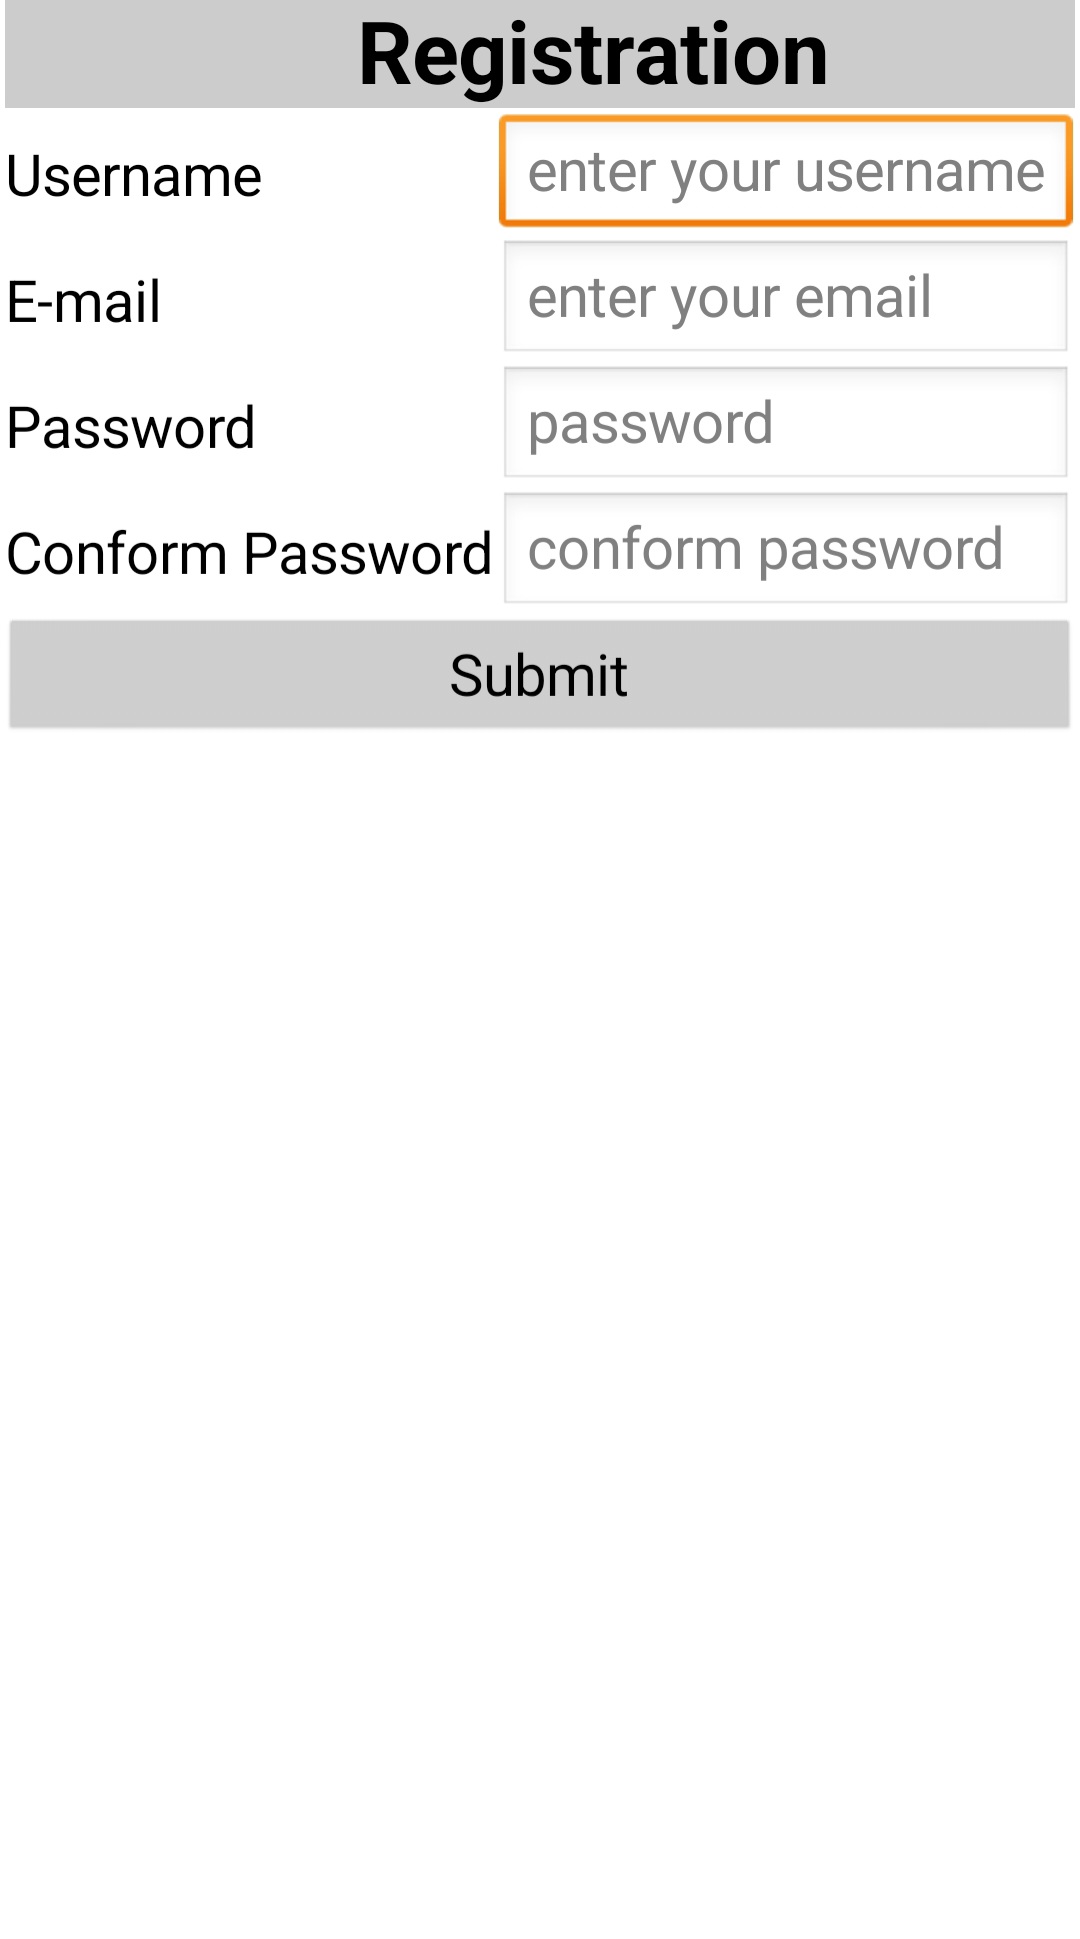 Registration
Username enter your username
E-mail enter your email
Password password
Conform Password conform password
Submit